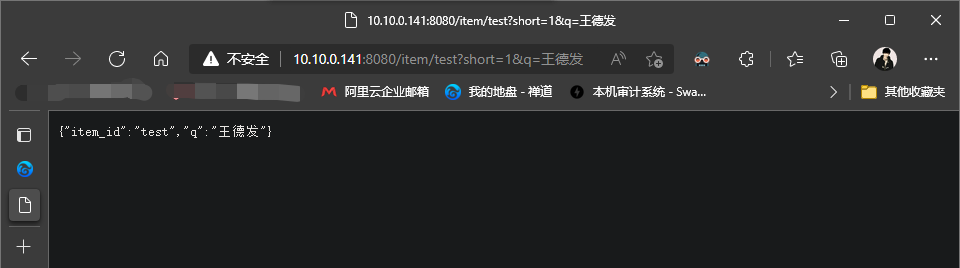 10.10.0.141:8080/item/test?short=1&q=王德发
不安全 10.10.0.141:8080/item/test?short=1&q=王德发
阿里云企业邮箱 我的地盘 - 禅道 本机审计系统 - Swa... 其他收藏夹
{"item_id":"test","q":"王德发"}